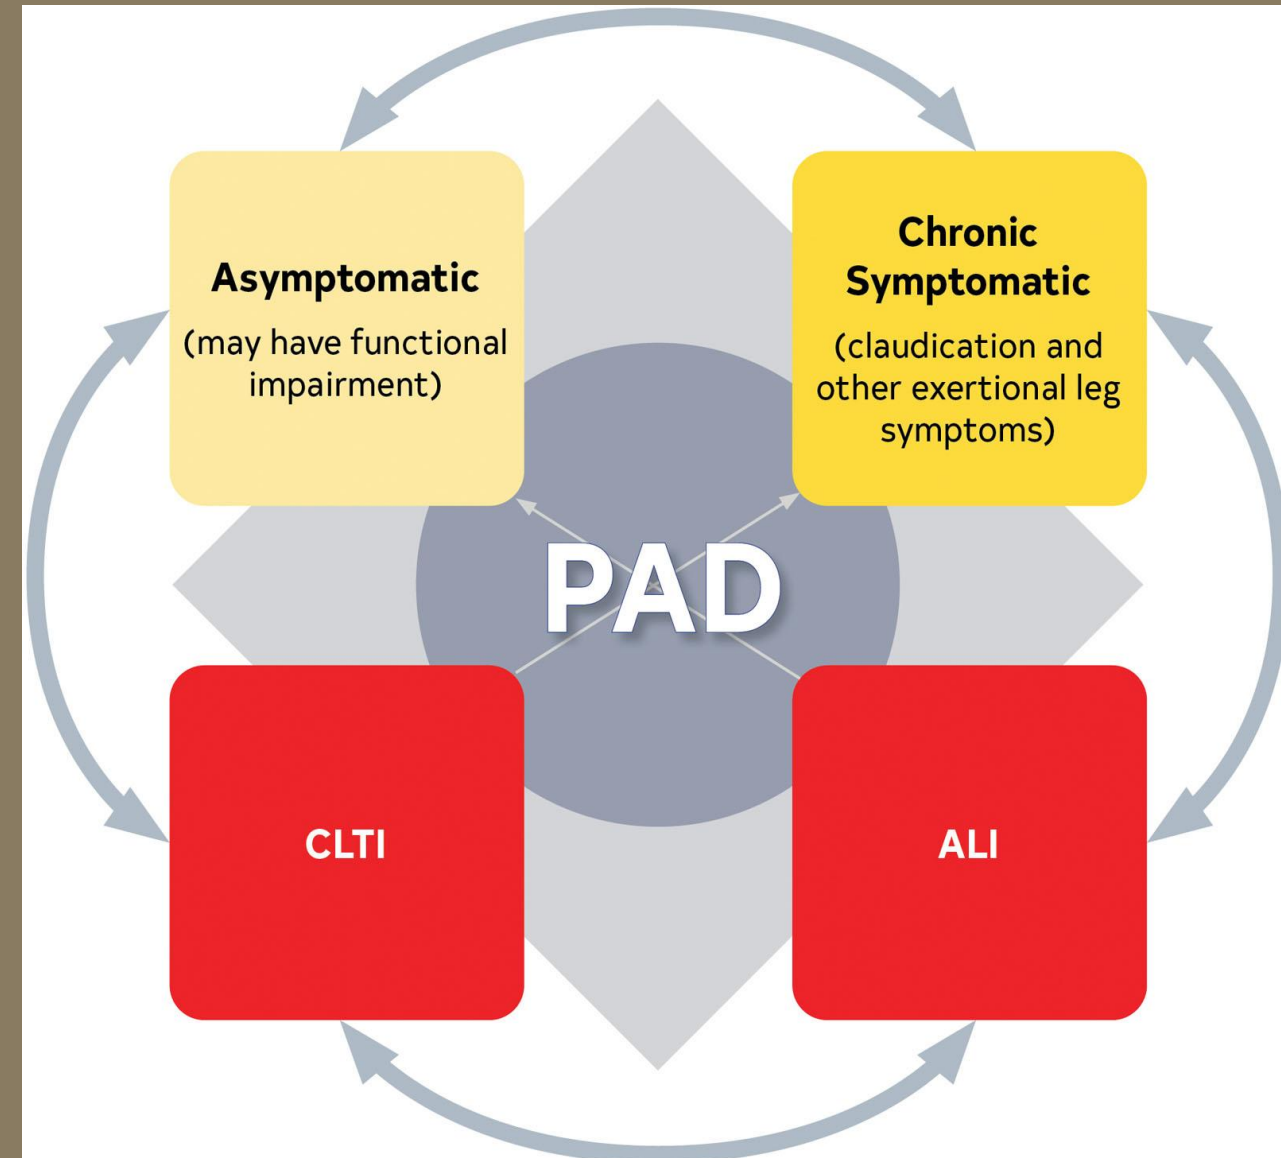 Asymptomatic
(may have functional
impairment)
Chronic
Symptomatic
(claudication and
other exertional leg
symptoms)
PAD
CLTI
ALI